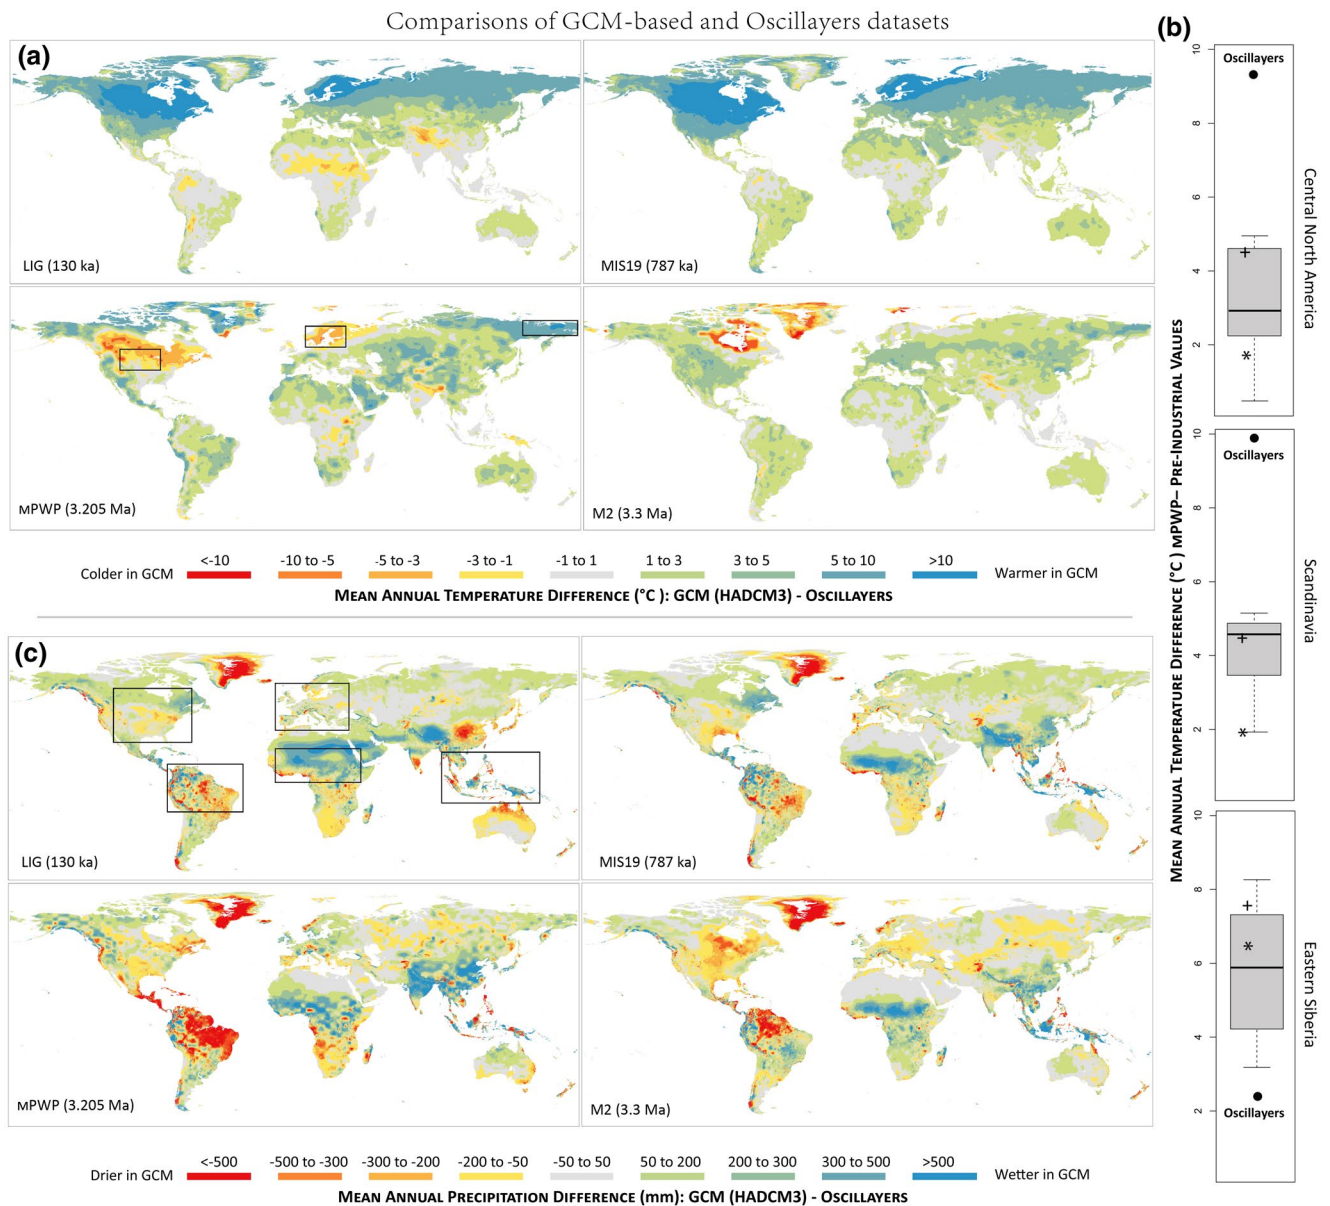 Comparisons of GCM-based and Oscillayers datasets
(a)
LIG (130 ka)
MIS19 (787 ka)
mPWP (3.205 Ma)
M2 (3.3 Ma)
<-10
-10 to -5
-5 to -3
-3 to -1
-1 to 1
1 to 3
3 to 5
5 to 10
>10
Colder in GCM
Warmer in GCM
Mean Annual Temperature Difference (°C ): GCM (HADCM3) - Oscillayers
(c)
LIG (130 ka)
MIS19 (787 ka)
mPWP (3.205 Ma)
M2 (3.3 Ma)
<-500
-500 to -300
-300 to -200
-200 to -50
-50 to 50
50 to 200
200 to 300
300 to 500
>500
Drier in GCM
Wetter in GCM
Mean Annual Precipitation Difference (mm): GCM (HADCM3) - Oscillayers
(b)
Mean Annual Temperature Difference (°C ) mPWP– Pre-Industrial Values
10
8
6
4
2
Oscillayers
+
*
Central North America
10
8
6
4
2
Oscillayers
+
*
Scandinavia
10
8
6
4
2
+
*
Oscillayers
Eastern Siberia